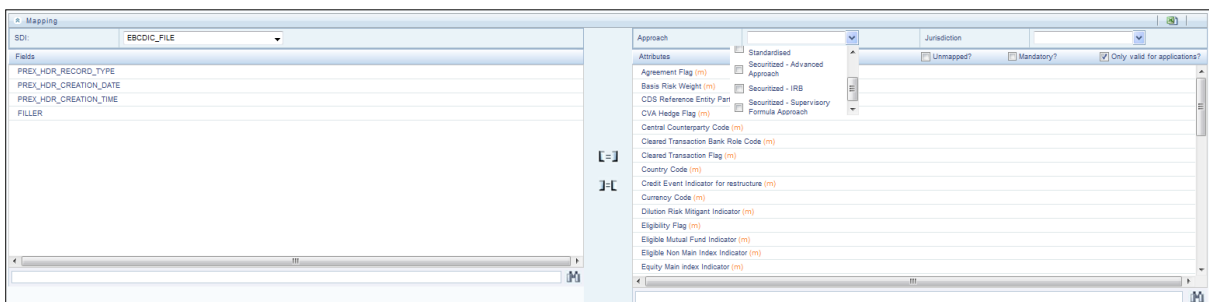 Mapping
SDI: EBCDIC_FILE
Approach Jurisdiction
Fields
Attributes Unmapped? Mandatory? Only valid for applications?
PREX_HDR_RECORD_TYPE
PREX_HDR_CREATION_DATE
PREX_HDR_CREATION_TIME
FILLER
Standardised
Securitized - Advanced
Approach
Securitized - IRB
Securitized - Supervisory
Formula Approach
Agreement Flag (m)
Basis Risk Weight (m)
CDS Reference Entity Part
CVA Hedge Flag (m)
Central Counterparty Code (m)
Cleared Transaction Bank Role Code (m)
Cleared Transaction Flag (m)
Country Code (m)
Credit Event Indicator for restructure (m)
Currency Code (m)
Dilution Risk Mitigant Indicator (m)
Eligibility Flag (m)
Eligible Mutual Fund Indicator (m)
Eligible Non Main Index Indicator (m)
Equity Main index Indicator (m)